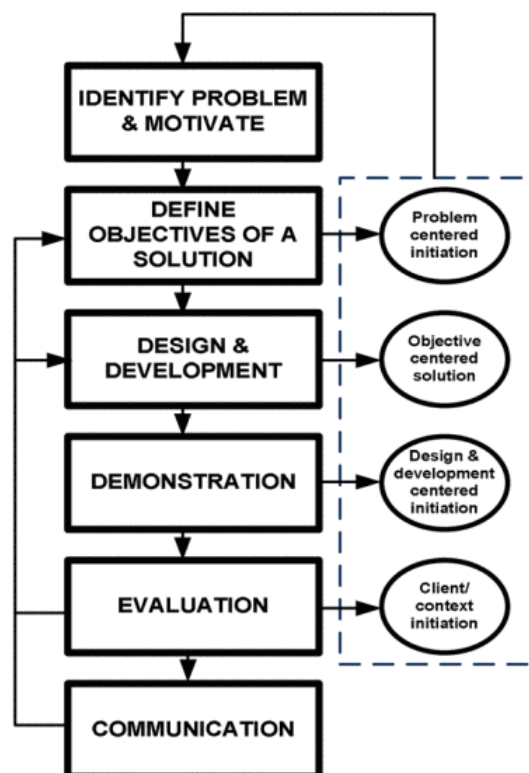 IDENTIFY PROBLEM
& MOTIVATE
DEFINE
OBJECTIVES OF A
SOLUTION
Problem
centered
initiation
DESIGN &
DEVELOPMENT
Objective
centered
solution
DEMONSTRATION
Design &
development
centered
initiation
EVALUATION
Client/
context
initiation
COMMUNICATION